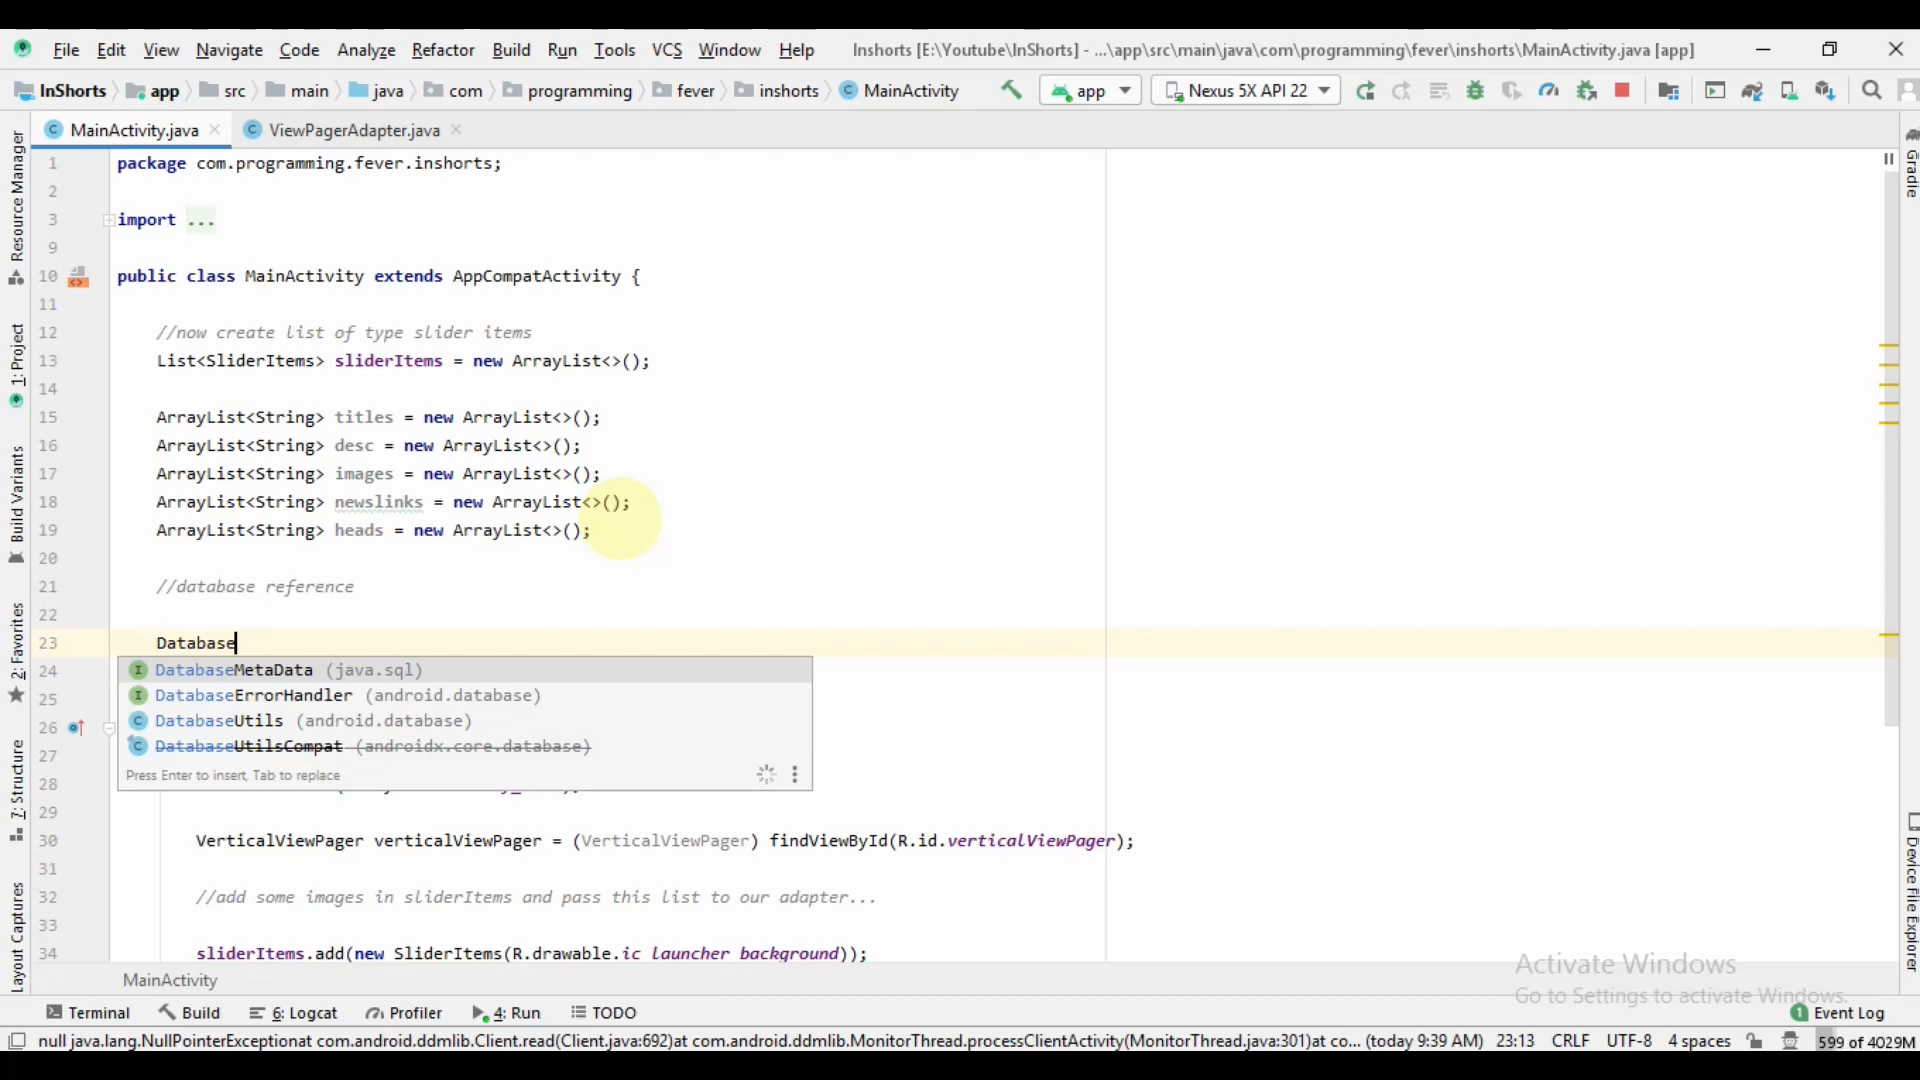 File Edit View Navigate Code Analyze Refactor Build Run Tools VCS Window Help Inshorts [E:\Youtube\InShorts] - ...\app\src\main\java\com\programming\fever\inshorts\MainActivity.java [app]
InShorts app src main java com programming fever inshorts MainActivity app Nexus 5X API 22
MainActivity.java ViewPagerAdapter.java
Resource Manager
1: Project
Build Variants
2: Favorites
7: Structure
Layout Captures
1 package com.programming.fever.inshorts;
2
3 import ...
9
10 public class MainActivity extends AppCompatActivity {
11
12 //now create list of type slider items
13 List<SliderItems> sliderItems = new ArrayList<>();
14
15 ArrayList<String> titles = new ArrayList<>();
16 ArrayList<String> desc = new ArrayList<>();
17 ArrayList<String> images = new ArrayList<>();
18 ArrayList<String> newslinks = new ArrayList<>();
19 ArrayList<String> heads = new ArrayList<>();
20
21 //database reference
22
23 Database
24 DatabaseMetaData (java.sql)
25 DatabaseErrorHandler (android.database)
26 DatabaseUtils (android.database)
27 DatabaseUtilsCompat (androidx.core.database)
Press Enter to insert, Tab to replace
28
29
30 VerticalViewPager verticalViewPager = (VerticalViewPager) findViewById(R.id.verticalViewPager);
31
32 //add some images in sliderItems and pass this list to our adapter...
33
34 sliderItems.add(new SliderItems(R.drawable.ic_launcher_background));
Gradle
Device File Explorer
MainActivity
Activate Windows
Go to Settings to activate Windows.
Terminal Build 6: Logcat Profiler 4: Run TODO 1 Event Log
null java.lang.NullPointerExceptionat com.android.ddmlib.Client.read(Client.java:692)at com.android.ddmlib.MonitorThread.processClientActivity(MonitorThread.java:301)at co... (today 9:39 AM) 23:13 CRLF UTF-8 4 spaces 599 of 4029M